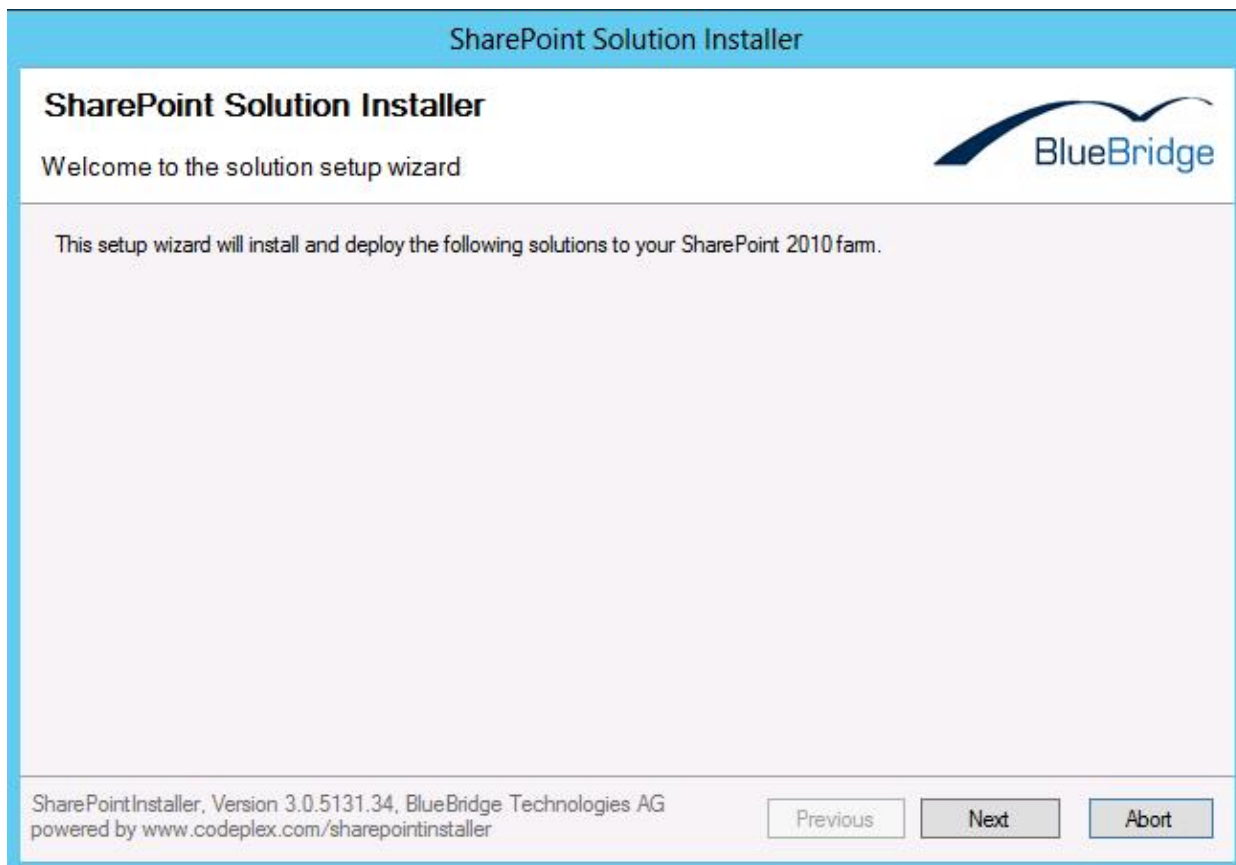 SharePoint Solution Installer
SharePoint Solution Installer
BlueBridge
Welcome to the solution setup wizard
This setup wizard will install and deploy the following solutions to your SharePoint 2010 farm.
SharePointInstaller, Version 3.0.5131.34, BlueBridge Technologies AG
powered by www.codeplex.com/sharepointinstaller
Previous
Next
Abort